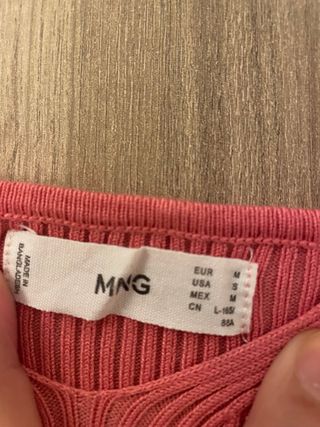 MADE IN
BANGLADESH
MNG
EUR M
USA S
MEX M
CN L-165/
88A